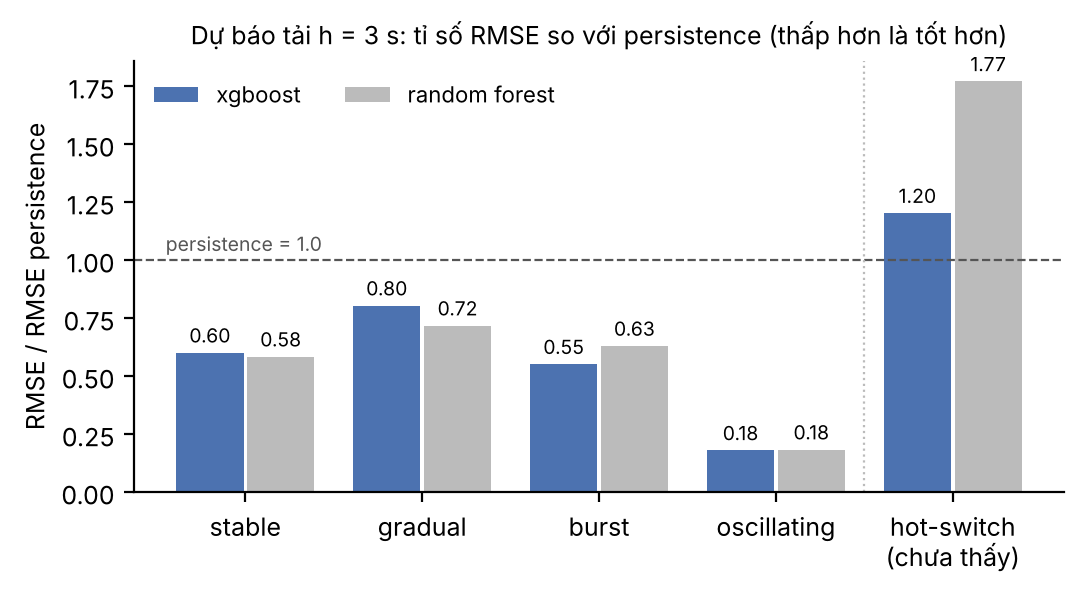 Dự báo tải h = 3 s: tỉ số RMSE so với persistence (thấp hơn là tốt hơn)
xgboost random forest
RMSE / RMSE persistence
1.75
1.50
1.25
1.00
0.75
0.50
0.25
0.00
persistence = 1.0
0.60 0.58
0.80 0.72
0.55 0.63
0.18 0.18
1.20 1.77
stable gradual burst oscillating hot-switch
(chưa thấy)